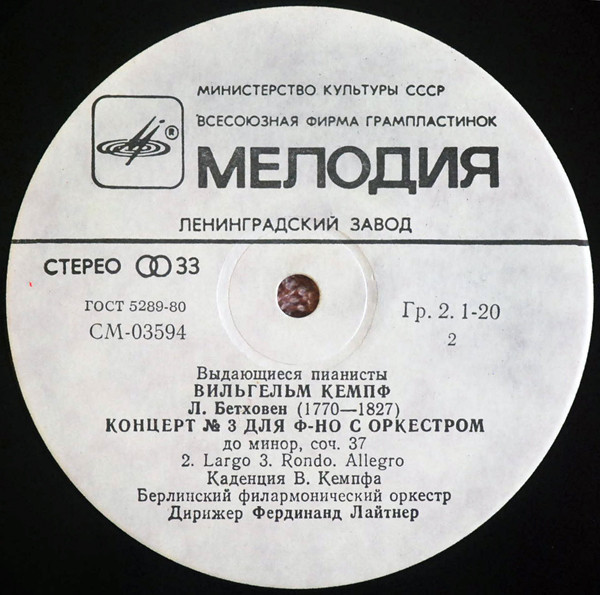 МИНИСТЕРСТВО КУЛЬТУРЫ СССР
ВСЕСОЮЗНАЯ ФИРМА ГРАМПЛАСТИНОК
®
МЕЛОДИЯ
ЛЕНИНГРАДСКИЙ ЗАВОД
СТЕРЕО 33
ГОСТ 5289-80
СМ-03594
Гр. 2. 1-20
2
Выдающиеся пианисты
ВИЛЬГЕЛЬМ КЕМПФ
Л. Бетховен (1770—1827)
КОНЦЕРТ № 3 ДЛЯ Ф-НО С ОРКЕСТРОМ
до минор, соч. 37
2. Largo 3. Rondo. Allegro
Каденция В. Кемпфа
Берлинский филармонический оркестр
Дирижер Фердинанд Лайтнер